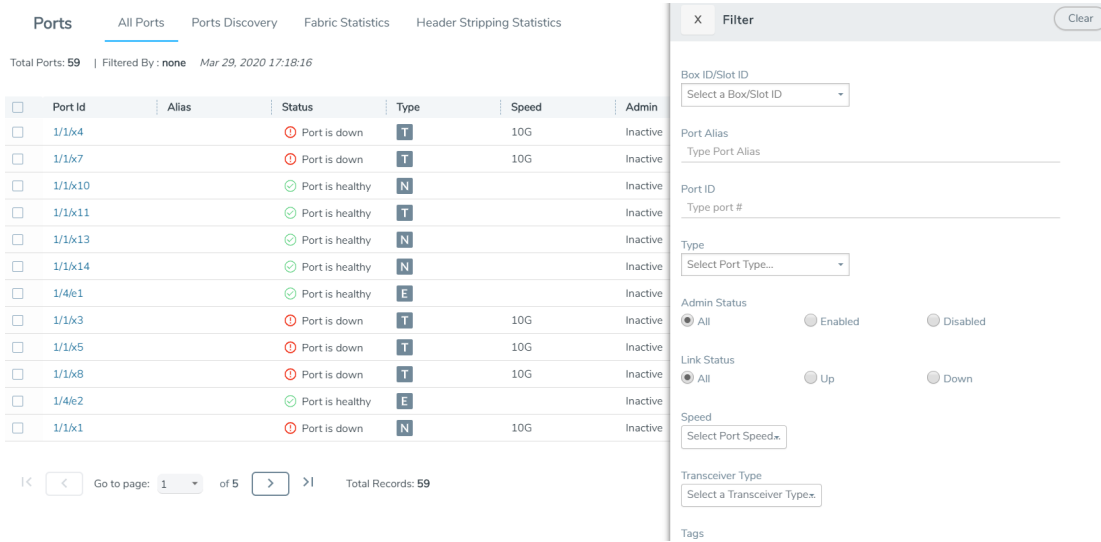 Ports All Ports Ports Discovery Fabric Statistics Header Stripping Statistics
Total Ports: 59 | Filtered By : none Mar 29, 2020 17:18:16
Port Id Alias Status Type Speed Admin
1/1/x4 Port is down T 10G Inactive
1/1/x7 Port is down T 10G Inactive
1/1/x10 Port is healthy N Inactive
1/1/x11 Port is healthy T Inactive
1/1/x13 Port is healthy N Inactive
1/1/x14 Port is healthy N Inactive
1/4/e1 Port is healthy E Inactive
1/1/x3 Port is down T 10G Inactive
1/1/x5 Port is down T 10G Inactive
1/1/x8 Port is down T 10G Inactive
1/4/e2 Port is healthy E Inactive
1/1/x1 Port is down N 10G Inactive
Go to page: 1 of 5 Total Records: 59
X Filter Clear
Box ID/Slot ID
Select a Box/Slot ID
Port Alias
Type Port Alias
Port ID
Type port #
Type
Select Port Type...
Admin Status
All Enabled Disabled
Link Status
All Up Down
Speed
Select Port Speed...
Transceiver Type
Select a Transceiver Type...
Tags